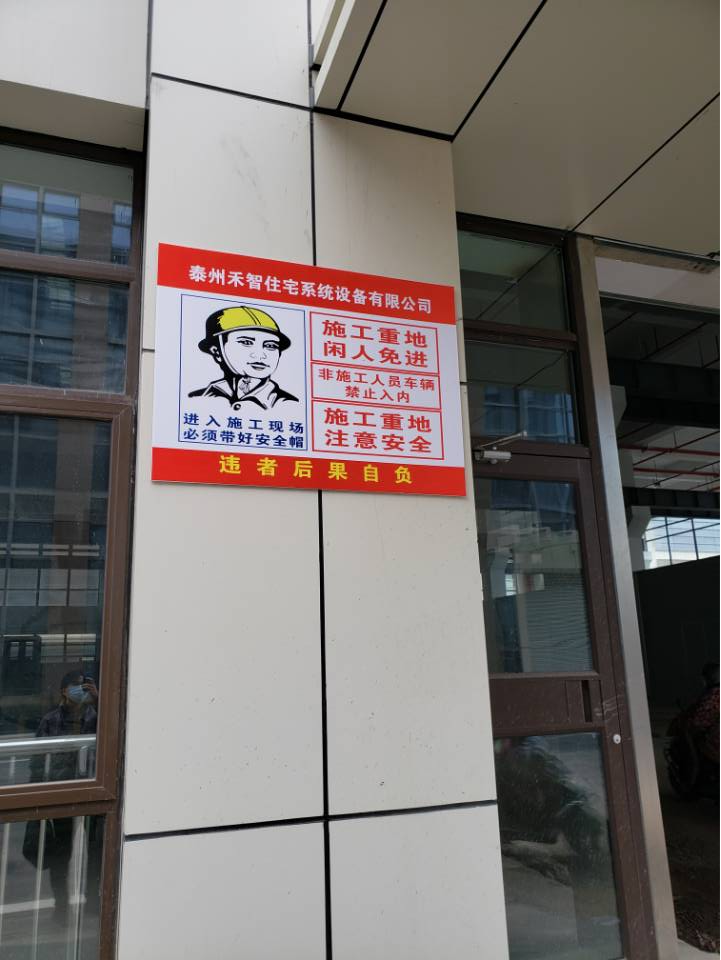 泰州禾智住宅系统设备有限公司
施工重地
闲人免进
非施工人员车辆
禁止入内
进入施工现场
必须带好安全帽
施工重地
注意安全
违者后果自负